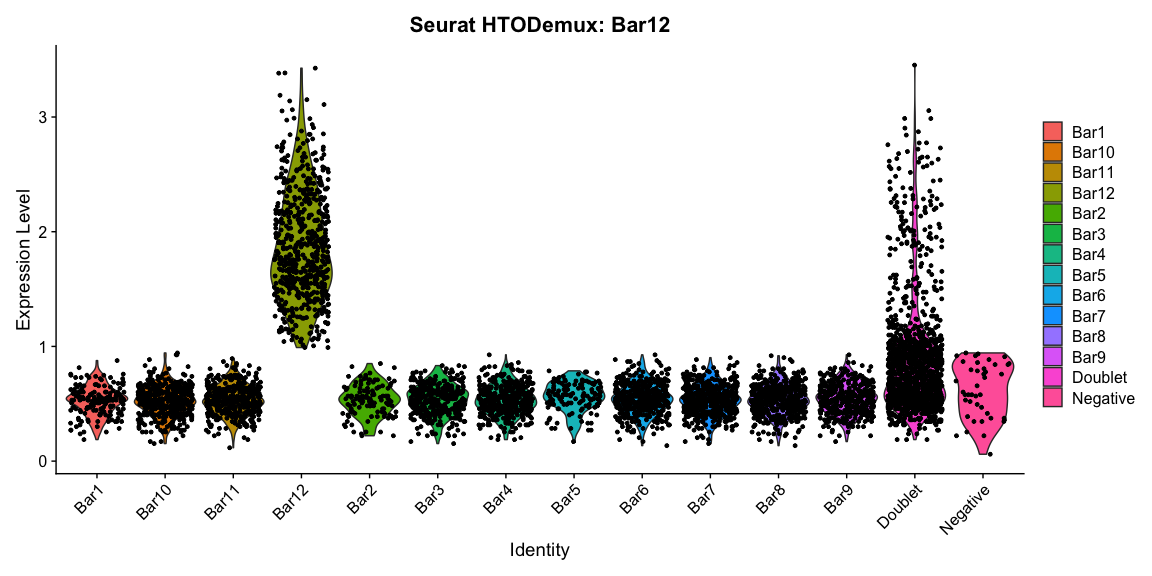 Seurat HTODemux: Bar12
Expression Level
3
2
1
0
Bar1
Bar10
Bar11
Bar12
Bar2
Bar3
Bar4
Bar5
Bar6
Bar7
Bar8
Bar9
Doublet
Negative
Identity
Bar1
Bar10
Bar11
Bar12
Bar2
Bar3
Bar4
Bar5
Bar6
Bar7
Bar8
Bar9
Doublet
Negative